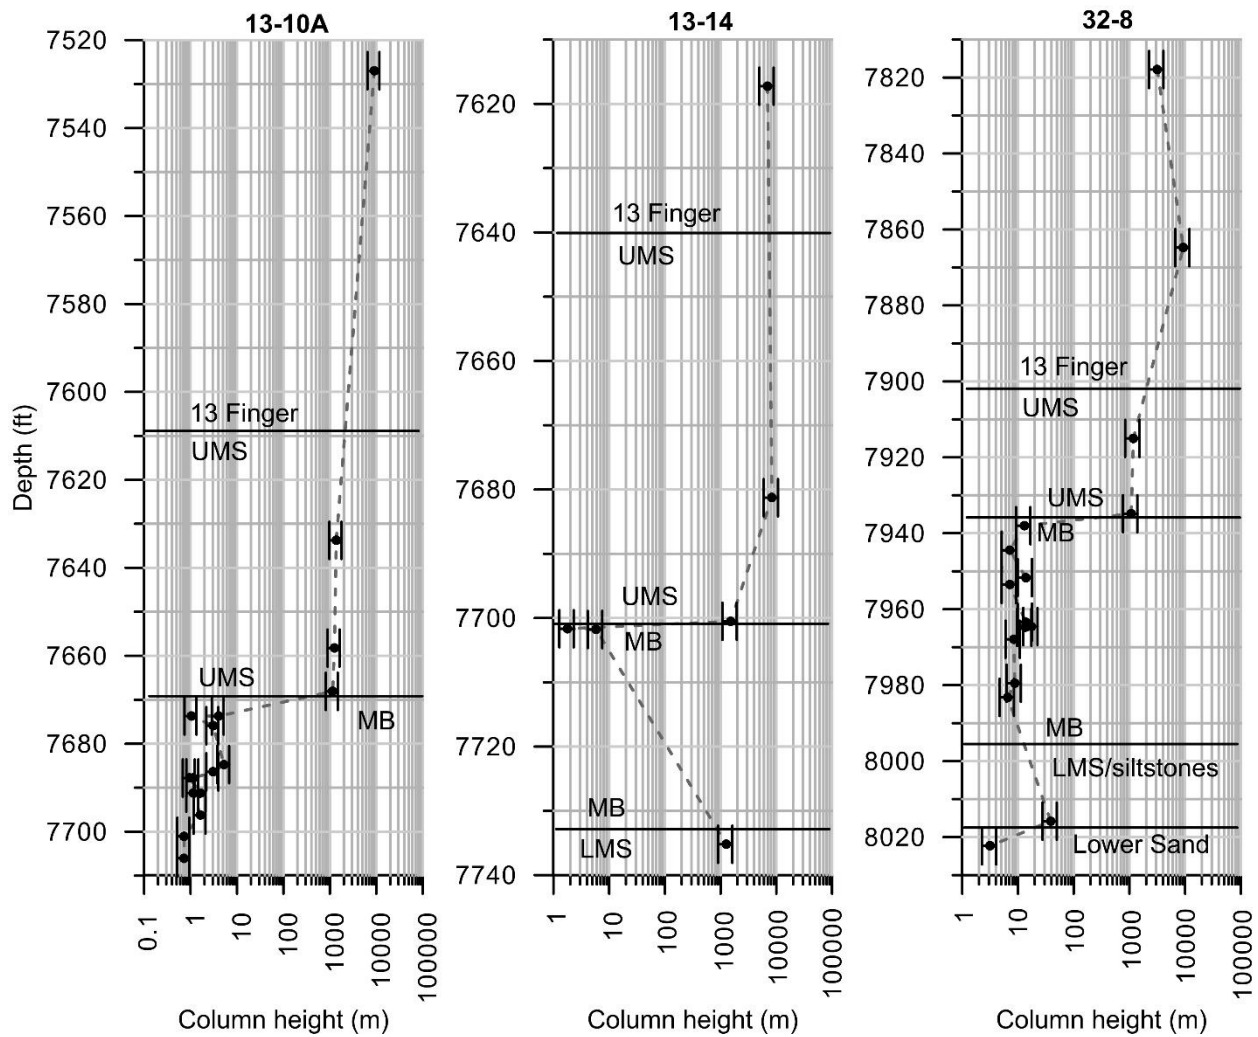 13-10A
7520
7540
7560
7580
7600
7620
7640
7660
7680
7700
Depth (ft)
13 Finger
UMS
UMS
MB
0.1
1
10
100
1000
10000
100000
Column height (m)
13-14
7620
7640
7660
7680
7700
7720
7740
13 Finger
UMS
UMS
MB
MB
LMS
1
10
100
1000
10000
100000
Column height (m)
32-8
7820
7840
7860
7880
7900
7920
7940
7960
7980
8000
8020
13 Finger
UMS
UMS
MB
MB
LMS/siltstones
Lower Sand
1
10
100
1000
10000
100000
Column height (m)